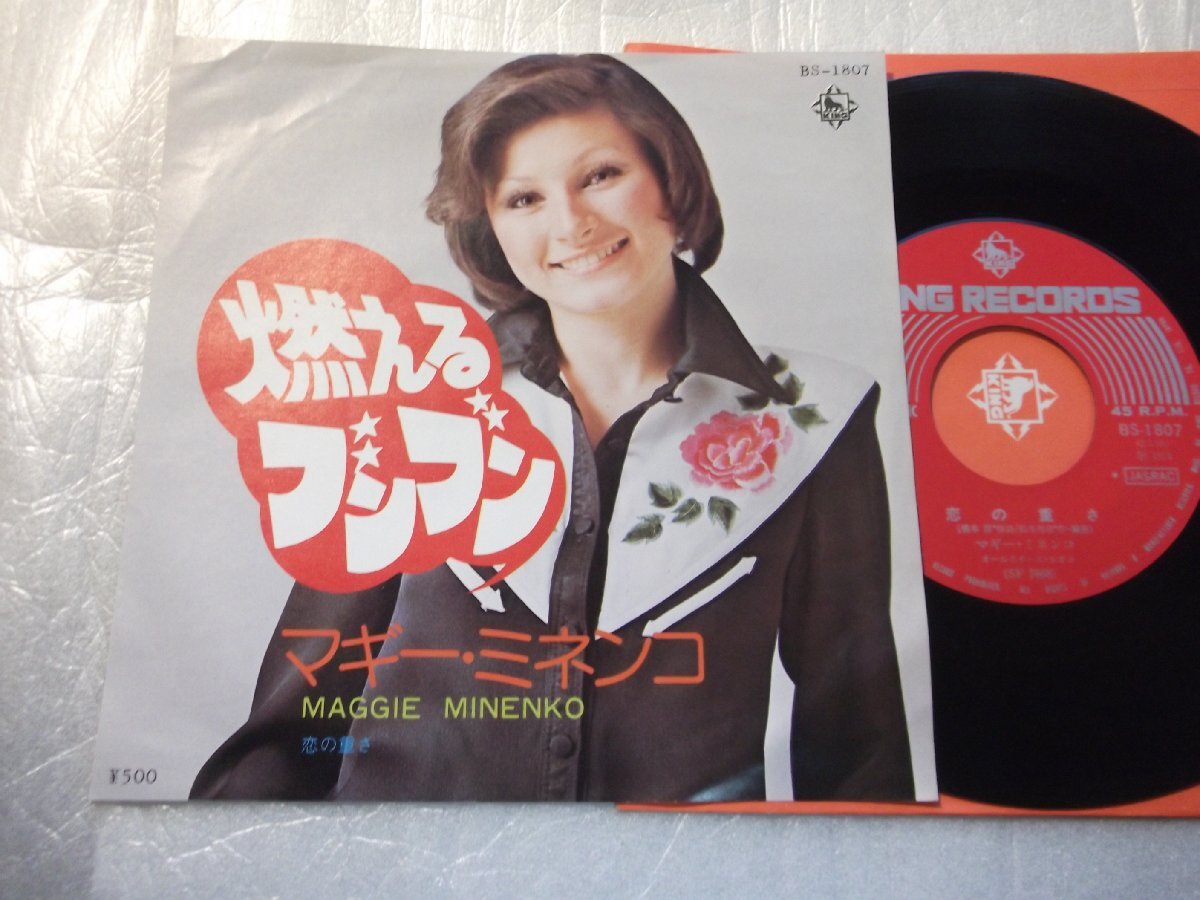 BS-1807
KING
燃える
ブンブン
マギー・ミネンコ
MAGGIE MINENKO
恋の重さ
¥500
NG RECORDS
KING
45 R.P.M.
BS-1807
JASRAC
恋の重さ
マギー・ミネンコ